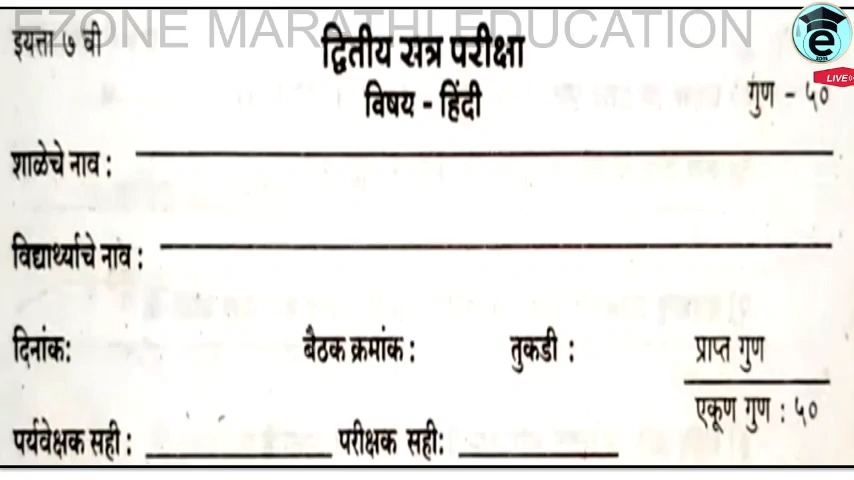 EZONE MARATHI EDUCATION
इयत्ता ७ वी
द्वितीय सत्र परीक्षा
विषय - हिंदी
गुण - ५०
शाळेचे नाव :
विद्यार्थ्याचे नांव :
दिनांक: बैठक क्रमांक : तुकडी : प्राप्त गुण
एकूण गुण : ५०
पर्यवेक्षक सही : परीक्षक सही:
e
ZONE
LIVE